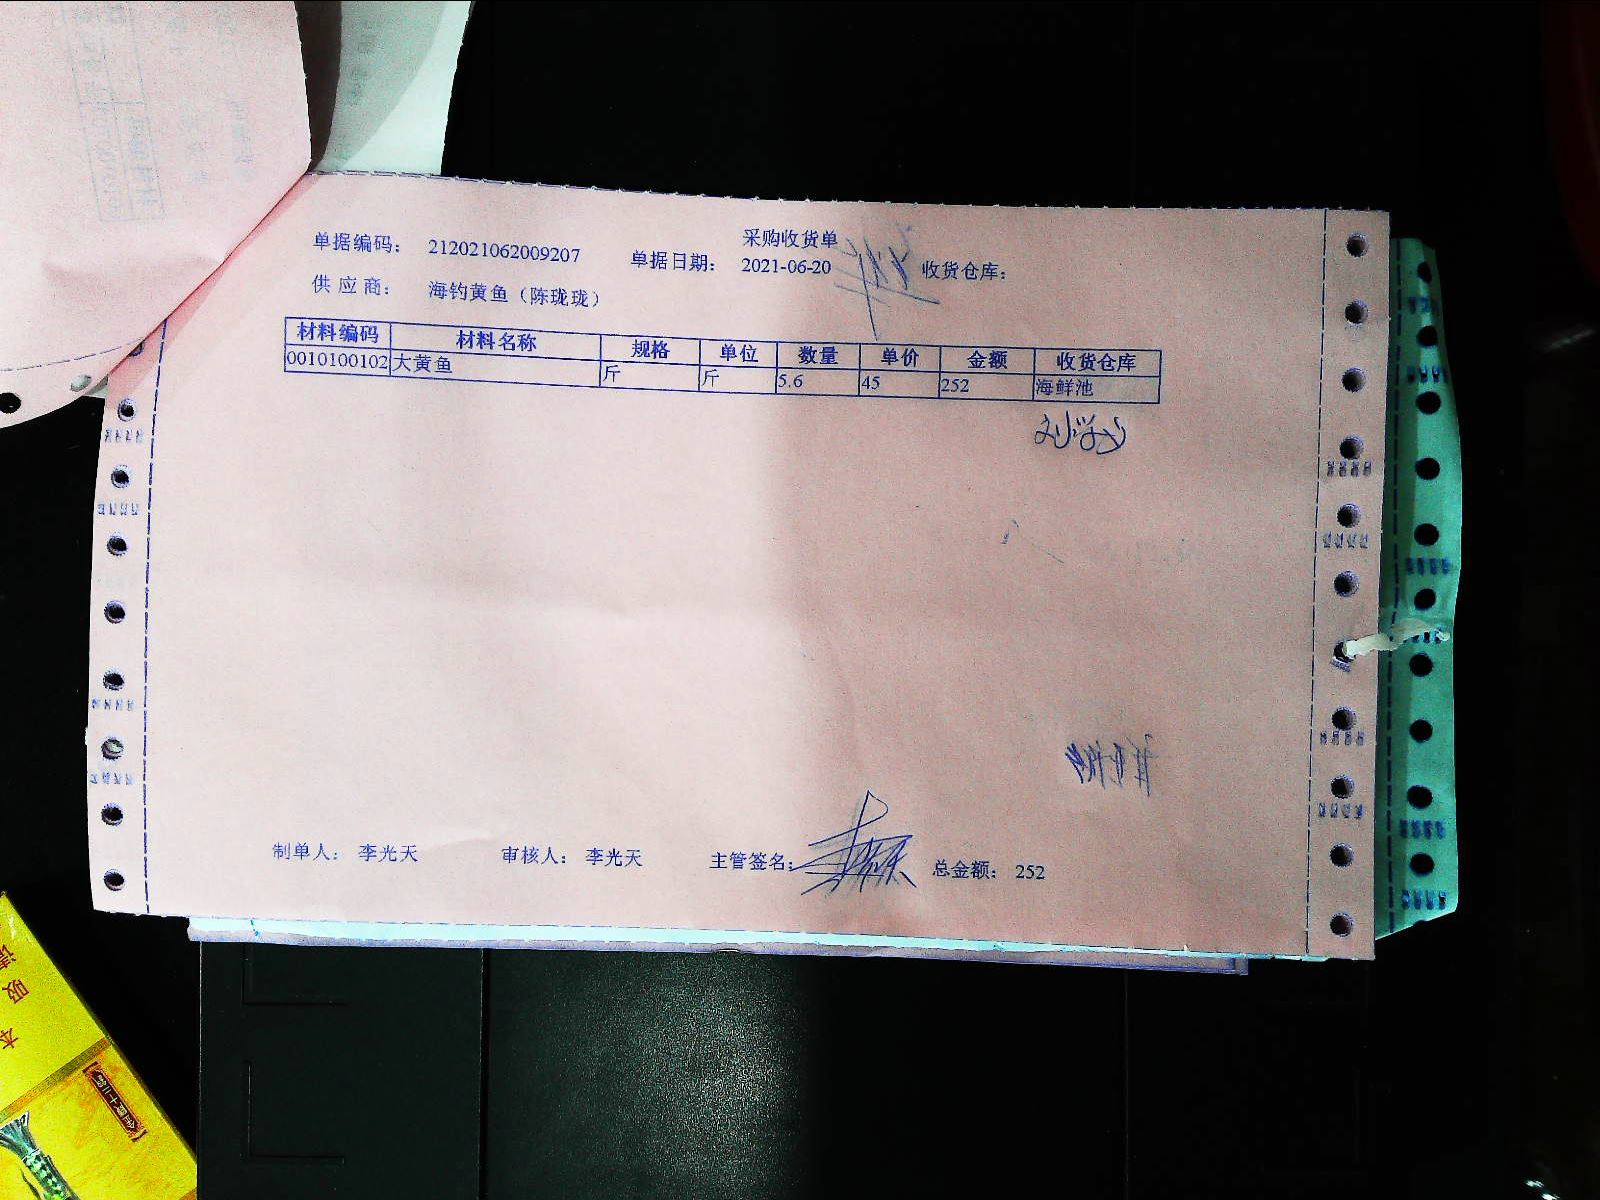 采购收货单
单据编码： 212021062009207 单据日期： 2021-06-20 收货仓库：
供 应 商： 海钓黄鱼（陈珑珑）
材料编码 材料名称 规格 单位 数量 单价 金额 收货仓库
0010100102 大黄鱼 斤 斤 5.6 45 252 海鲜池
制单人： 李光天 审核人： 李光天 主管签名： 总金额： 252
吸
本